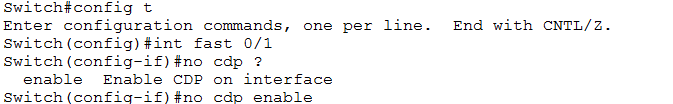 Switch#config t
Enter configuration commands, one per line.  End with CNTL/Z.
Switch(config)#int fast 0/1
Switch(config-if)#no cdp ?
  enable  Enable CDP on interface
Switch(config-if)#no cdp enable